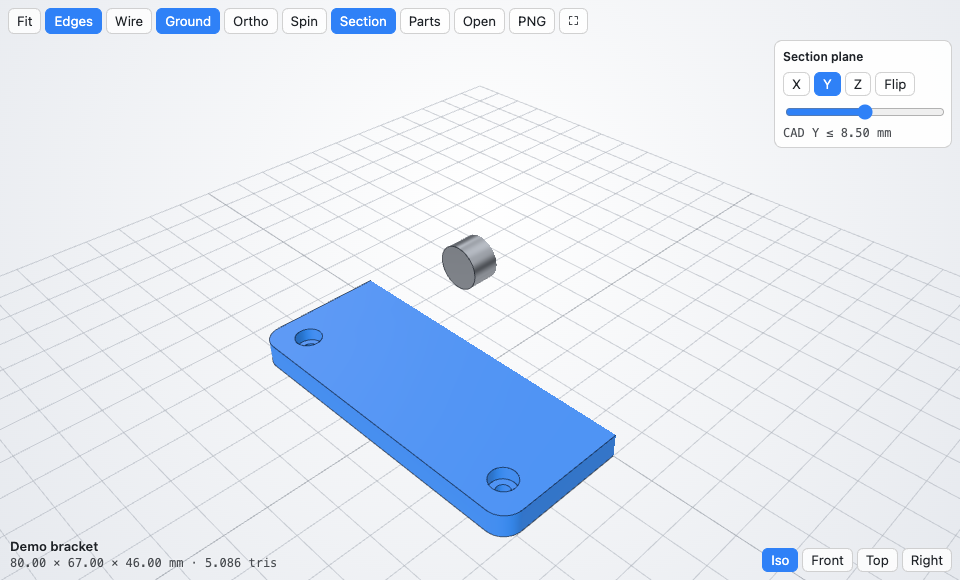 Fit Edges Wire Ground Ortho Spin Section Parts Open PNG
Section plane
X Y Z Flip
CAD Y ≤ 8.50 mm
Demo bracket
80.00 × 67.00 × 46.00 mm · 5.086 tris
Iso Front Top Right